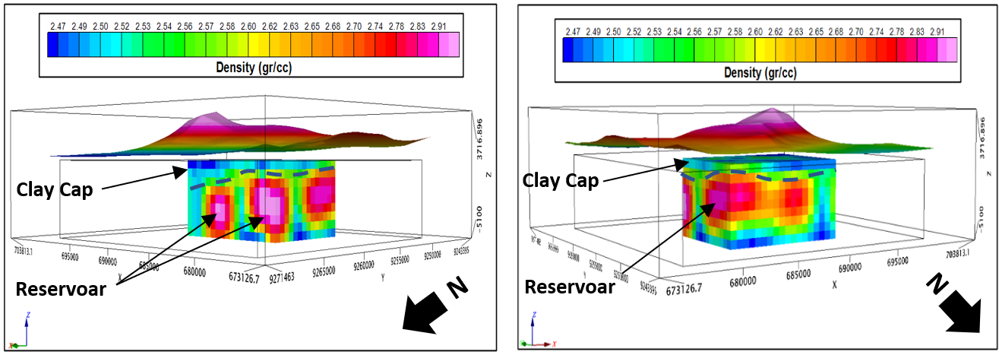 2.47 2.49 2.50 2.52 2.53 2.54 2.56 2.57 2.58 2.60 2.62 2.63 2.65 2.68 2.70 2.74 2.78 2.83 2.91
Density (gr/cc)
3716.896
Z
-5100
Clay Cap
Reservoar
703813.1
695000
690000
685000
680000
673126.7
X
9271463
9265000
9260000
9255000
9250000
9243395
Y
N
Z
X
2.47 2.49 2.50 2.52 2.53 2.54 2.56 2.57 2.58 2.60 2.62 2.63 2.65 2.68 2.70 2.74 2.78 2.83 2.91
Density (gr/cc)
3716.896
Z
-5100
Clay Cap
Reservoar
9243395
Y
673126.7
680000
685000
690000
695000
703813.1
X
N
Z
X